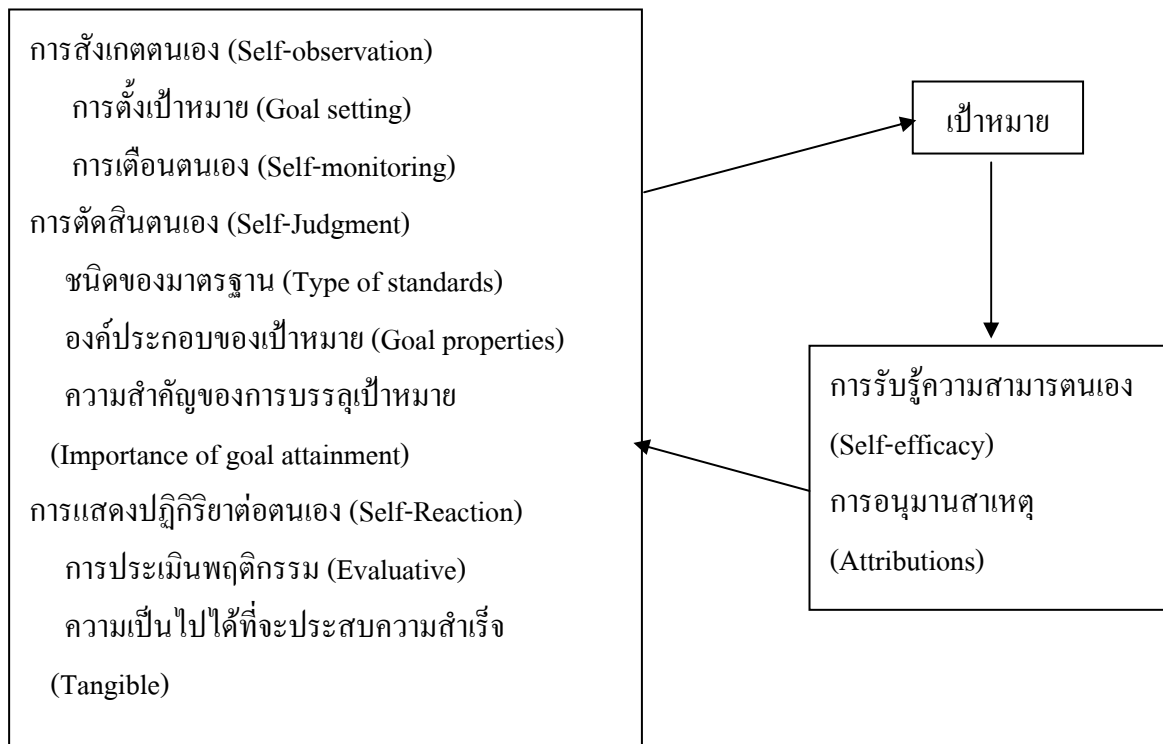 การสังเกตตนเอง (Self-observation)
การตั้งเป้าหมาย (Goal setting)
การเตือนตนเอง (Self-monitoring)
การตัดสินตนเอง (Self-Judgment)
ชนิดของมาตรฐาน (Type of standards)
องค์ประกอบของเป้าหมาย (Goal properties)
ความสำคัญของการบรรลุเป้าหมาย
(Importance of goal attainment)
การแสดงปฏิกิริยาต่อตนเอง (Self-Reaction)
การประเมินพฤติกรรม (Evaluative)
ความเป็นไปได้ที่จะประสบความสำเร็จ
(Tangible)
เป้าหมาย
การรับรู้ความสามารตนเอง
(Self-efficacy)
การอนุมานสาเหตุ
(Attributions)